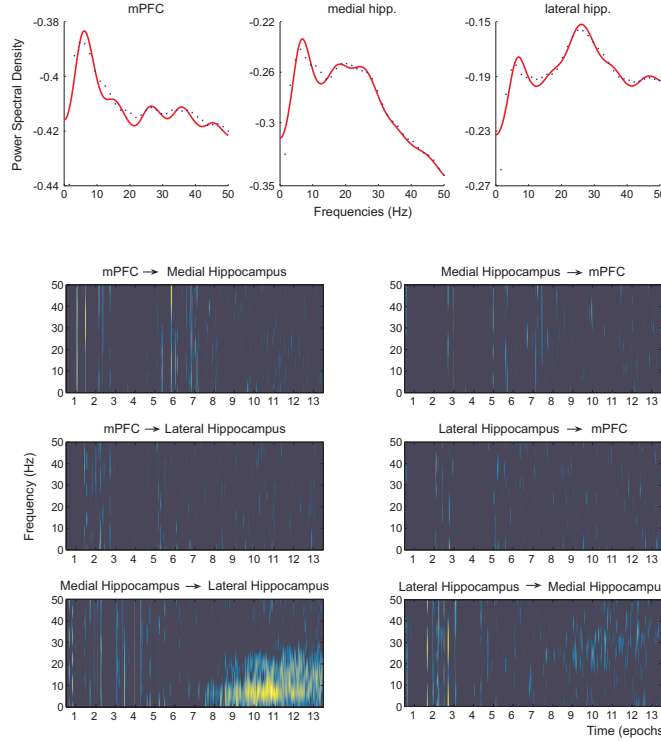 mPFC medial hipp. lateral hipp.
Power Spectral Density
-0.38
-0.4
-0.42
-0.44
0 10 20 30 40 50
-0.22
-0.26
-0.3
-0.35
0 10 20 30 40 50
-0.15
-0.19
-0.23
-0.27
0 10 20 30 40 50
Frequencies (Hz)
mPFC → Medial Hippocampus
50
40
30
20
10
0
1 2 3 4 5 6 7 8 9 10 11 12 13
Medial Hippocampus → mPFC
50
40
30
20
10
0
1 2 3 4 5 6 7 8 9 10 11 12 13
mPFC → Lateral Hippocampus
Frequency (Hz)
50
40
30
20
10
0
1 2 3 4 5 6 7 8 9 10 11 12 13
Lateral Hippocampus → mPFC
50
40
30
20
10
0
1 2 3 4 5 6 7 8 9 10 11 12 13
Medial Hippocampus → Lateral Hippocampus
50
40
30
20
10
0
1 2 3 4 5 6 7 8 9 10 11 12 13
Lateral Hippocampus → Medial Hippocampu
50
40
30
20
10
0
1 2 3 4 5 6 7 8 9 10 11 12 13
Time (epochs